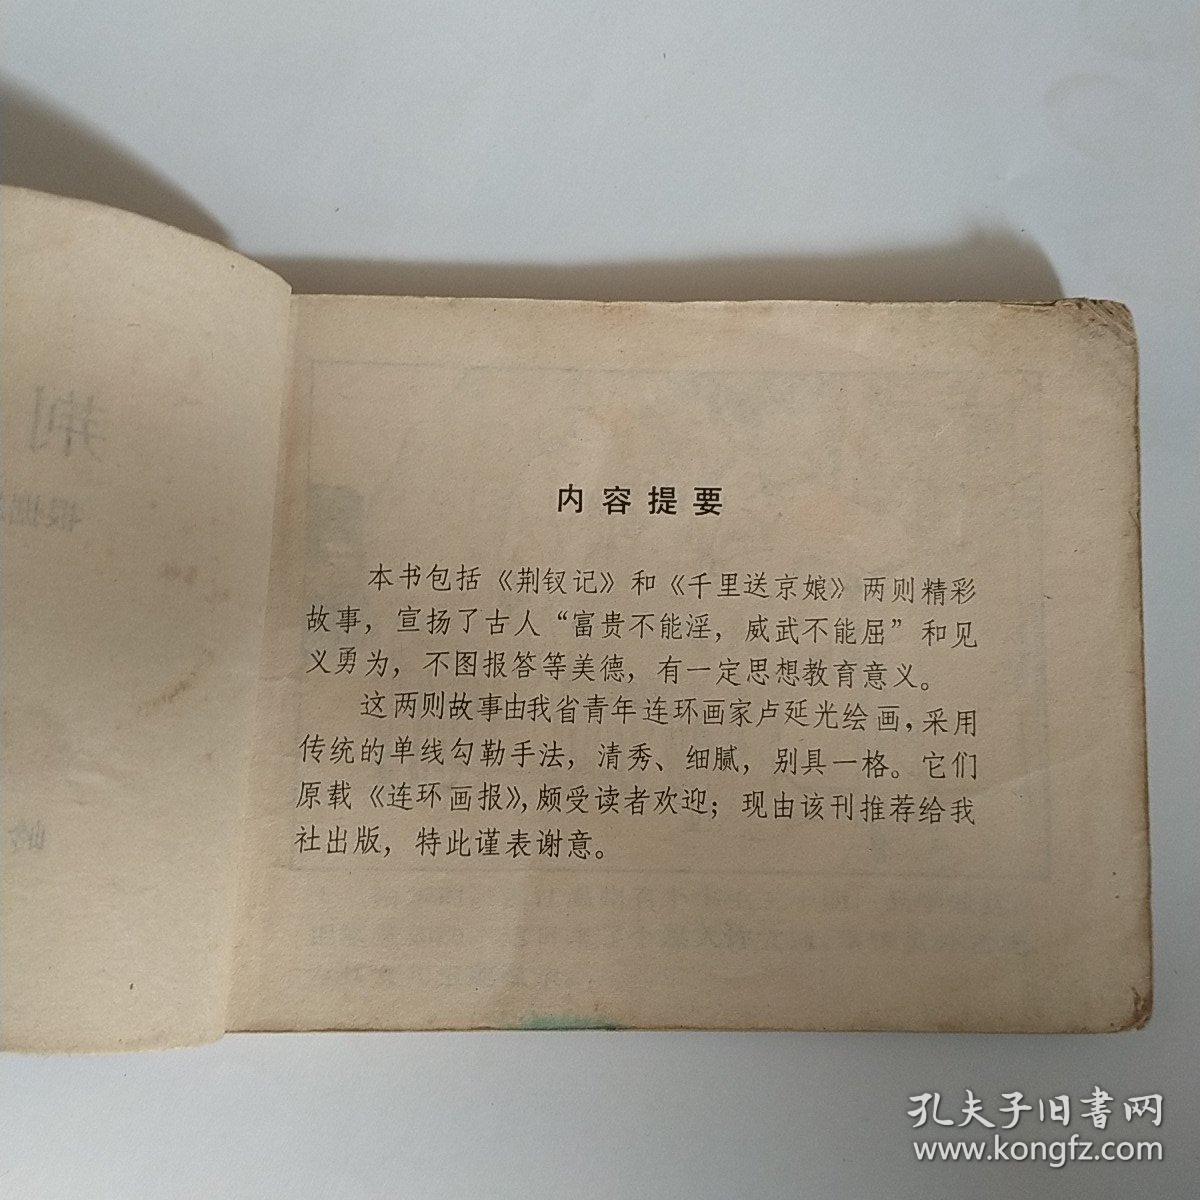 内容提要
本书包括《荆钗记》和《千里送京娘》两则精彩
故事，宣扬了古人“富贵不能淫，威武不能屈”和见
义勇为，不图报答等美德，有一定思想教育意义。
这两则故事由我省青年连环画家卢延光绘画，采用
传统的单线勾勒手法，清秀、细腻，别具一格。它们
原载《连环画报》，颇受读者欢迎；现由该刊推荐给我
社出版，特此谨表谢意。
孔夫子旧书网
www.kongfz.com